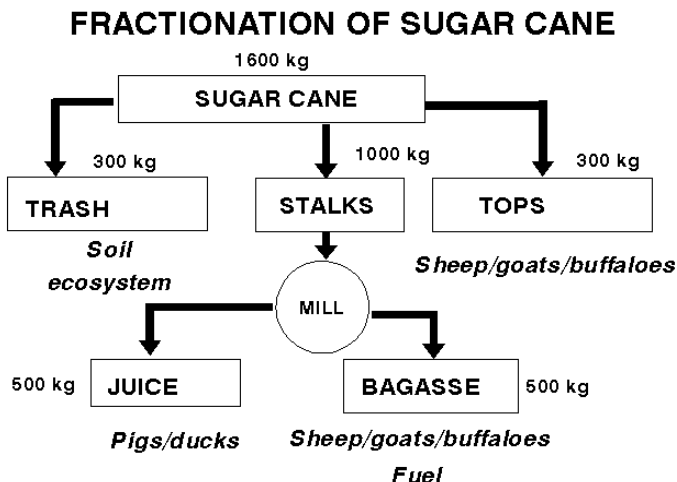 FRACTIONATION OF SUGAR CANE
1600 kg
SUGAR CANE
300 kg
1000 kg
300 kg
TRASH
STALKS
TOPS
Soil
ecosystem
Sheep/goats/buffaloes
MILL
500 kg
JUICE
BAGASSE
500 kg
Pigs/ducks
Sheep/goats/buffaloes
Fuel